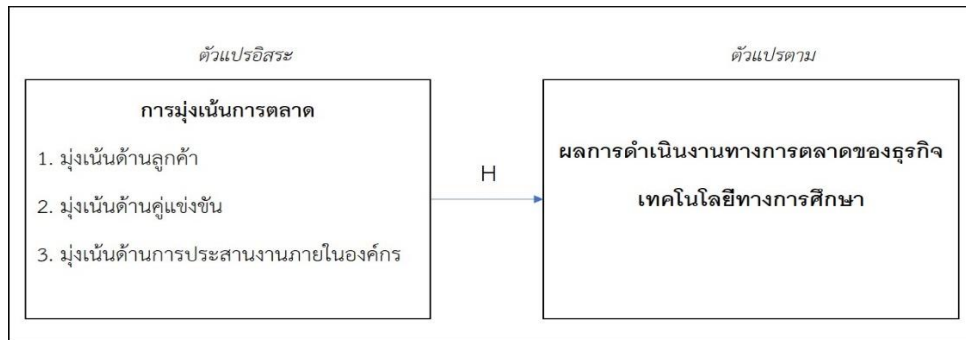 ตัวแปรอิสระ
การมุ่งเน้นการตลาด
1. มุ่งเน้นด้านลูกค้า
2. มุ่งเน้นด้านคู่แข่งขัน
3. มุ่งเน้นด้านการประสานงานภายในองค์กร
H
ตัวแปรตาม
ผลการดำเนินงานทางการตลาดของธุรกิจ
เทคโนโลยีทางการศึกษา